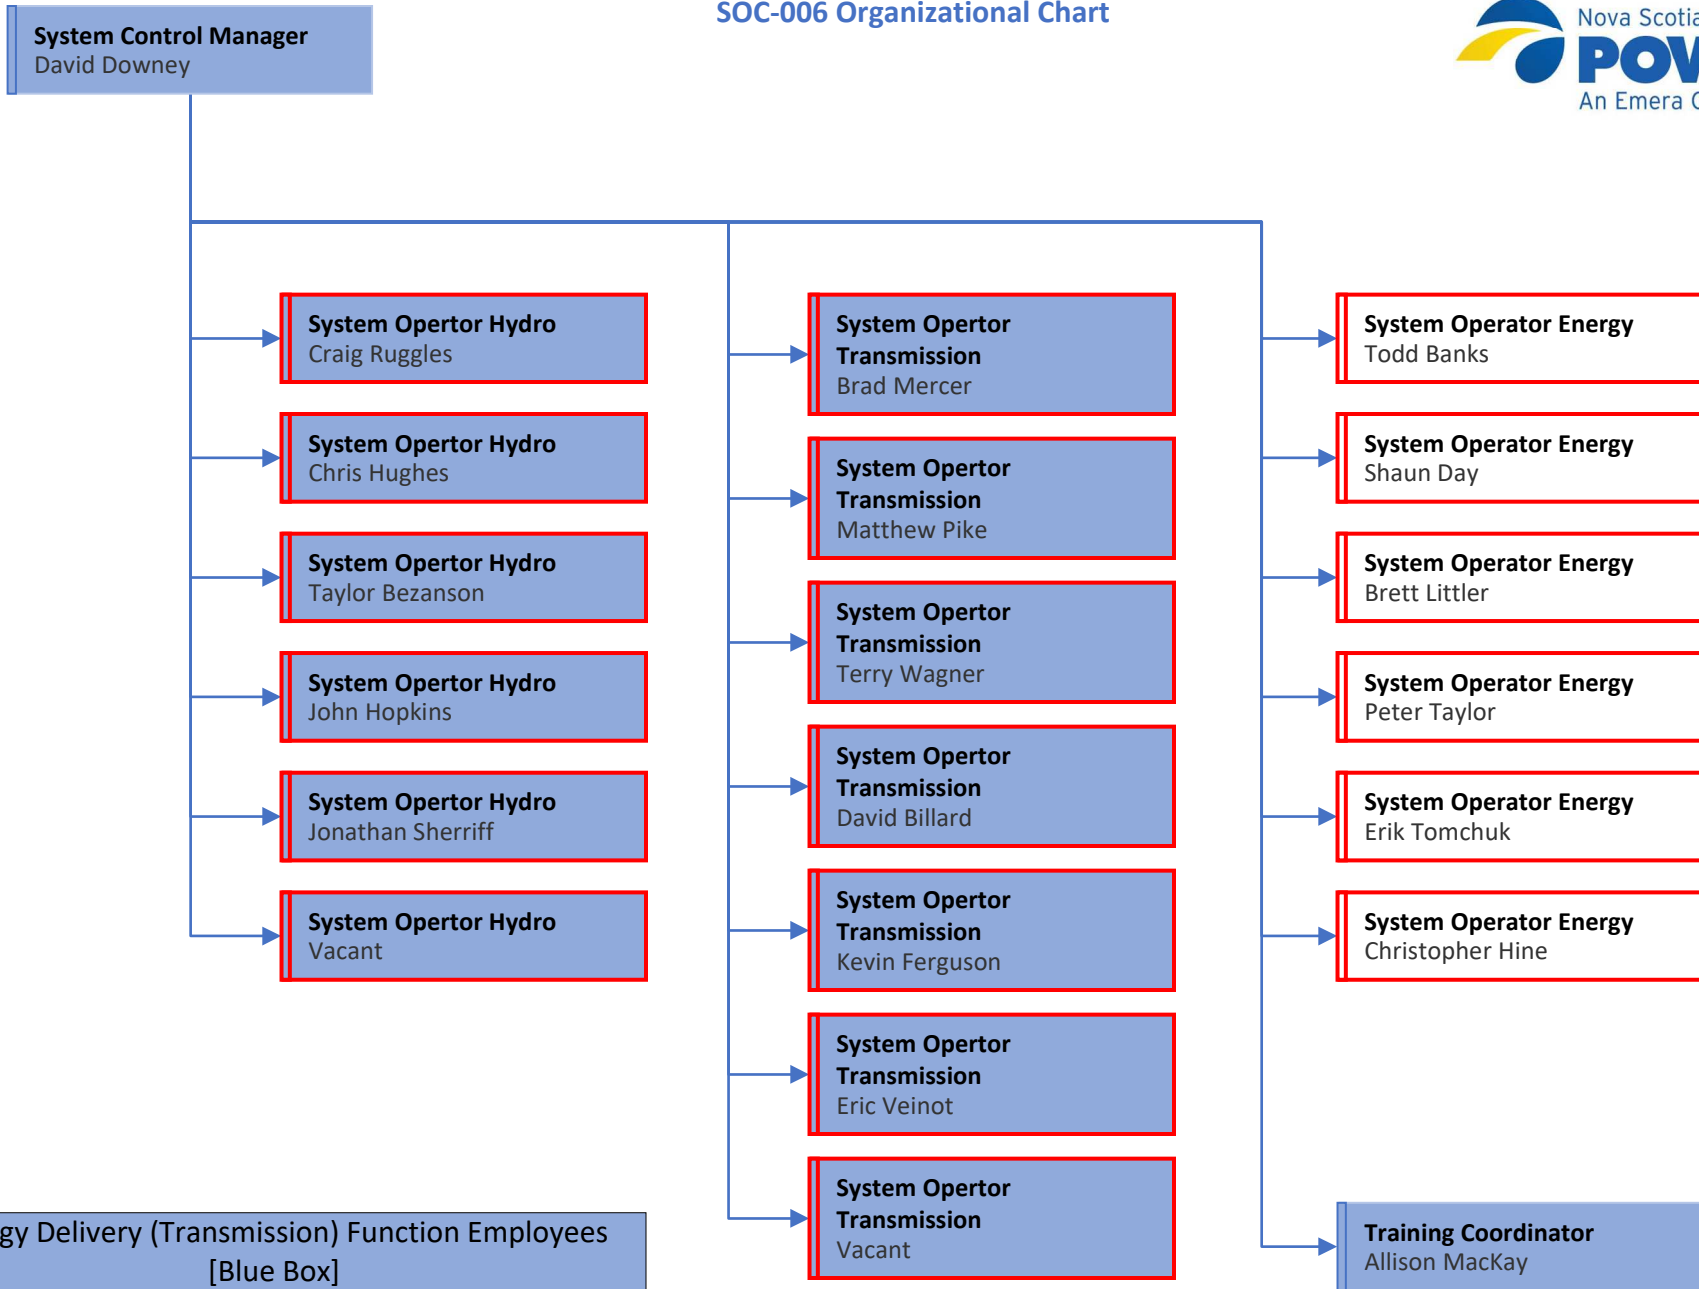 SOC-006 Organizational Chart
System Control Manager
David Downey
Nova Scotia
An Emera
System Opertor Hydro
Craig Ruggles
System Opertor Hydro
Chris Hughes
System Opertor Hydro
Taylor Bezanson
System Opertor Hydro
John Hopkins
System Opertor Hydro
Jonathan Sherriff
System Opertor Hydro
Vacant
System Opertor
Transmission
Brad Mercer
System Opertor
Transmission
Matthew Pike
System Opertor
Transmission
Terry Wagner
System Opertor
Transmission
David Billard
System Opertor
Transmission
Kevin Ferguson
System Opertor
Transmission
Eric Veinot
System Opertor
Transmission
Vacant
System Operator Energy
Todd Banks
System Operator Energy
Shaun Day
System Operator Energy
Brett Littler
System Operator Energy
Peter Taylor
System Operator Energy
Erik Tomchuk
System Operator Energy
Christopher Hine
Training Coordinator
Allison MacKay
gy Delivery (Transmission) Function Employees
[Blue Box]